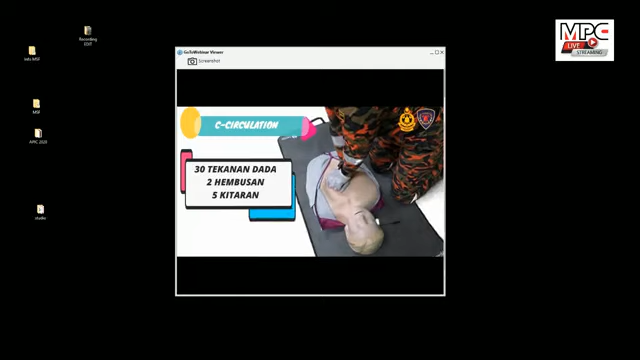 Recording
EDIT
Info MSF
MSF
APIC 2020
studio
GoToWebinar Viewer
Screenshot
C-CIRCULATION
30 TEKANAN DADA
2 HEMBUSAN
5 KITARAN
MPC
LIVE
STREAMING